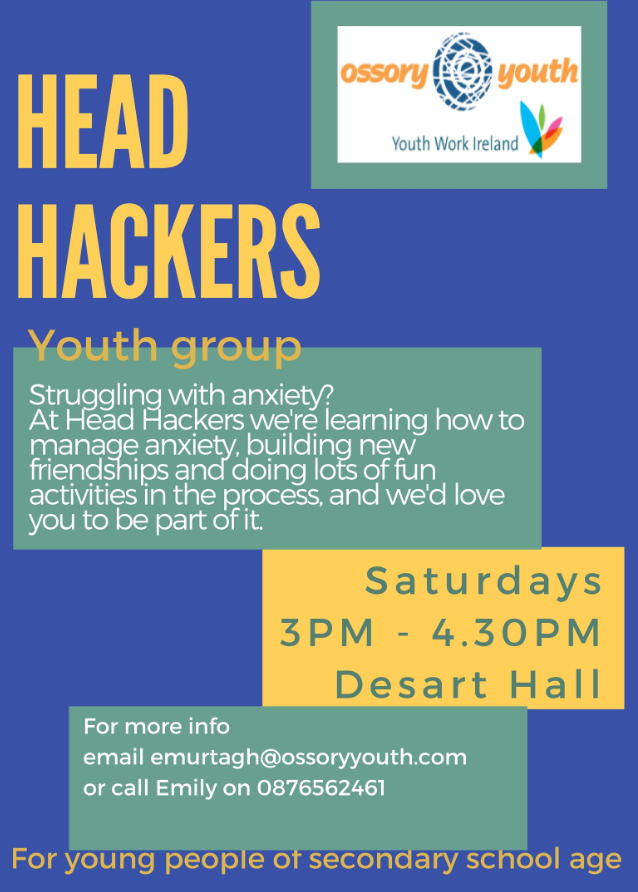 ossory youth
Youth Work Ireland
HEAD
HACKERS
Youth group
Struggling with anxiety?
At Head Hackers we're learning how to
manage anxiety, building new
friendships and doing lots of fun
activities in the process, and we'd love
you to be part of it.
Saturdays
3PM - 4.30PM
Desart Hall
For more info
email emurtagh@ossoryyouth.com
or call Emily on 0876562461
For young people of secondary school age